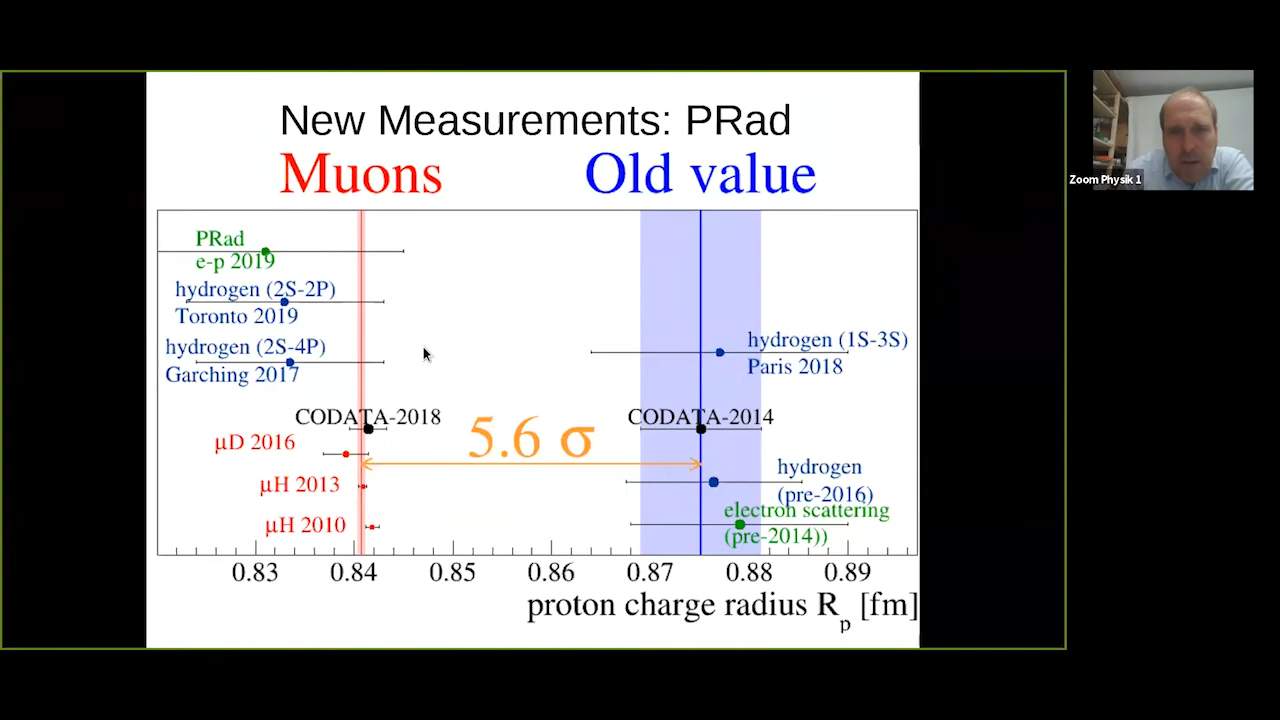 New Measurements: PRad
Muons
Old value
PRad
e-p 2019
hydrogen (2S-2P)
Toronto 2019
hydrogen (2S-4P)
Garching 2017
hydrogen (1S-3S)
Paris 2018
CODATA-2018
CODATA-2014
5.6 σ
μD 2016
μH 2013
μH 2010
hydrogen
(pre-2016)
electron scattering
(pre-2014))
0.83 0.84 0.85 0.86 0.87 0.88 0.89
proton charge radius Rp [fm]
Zoom Physik 1